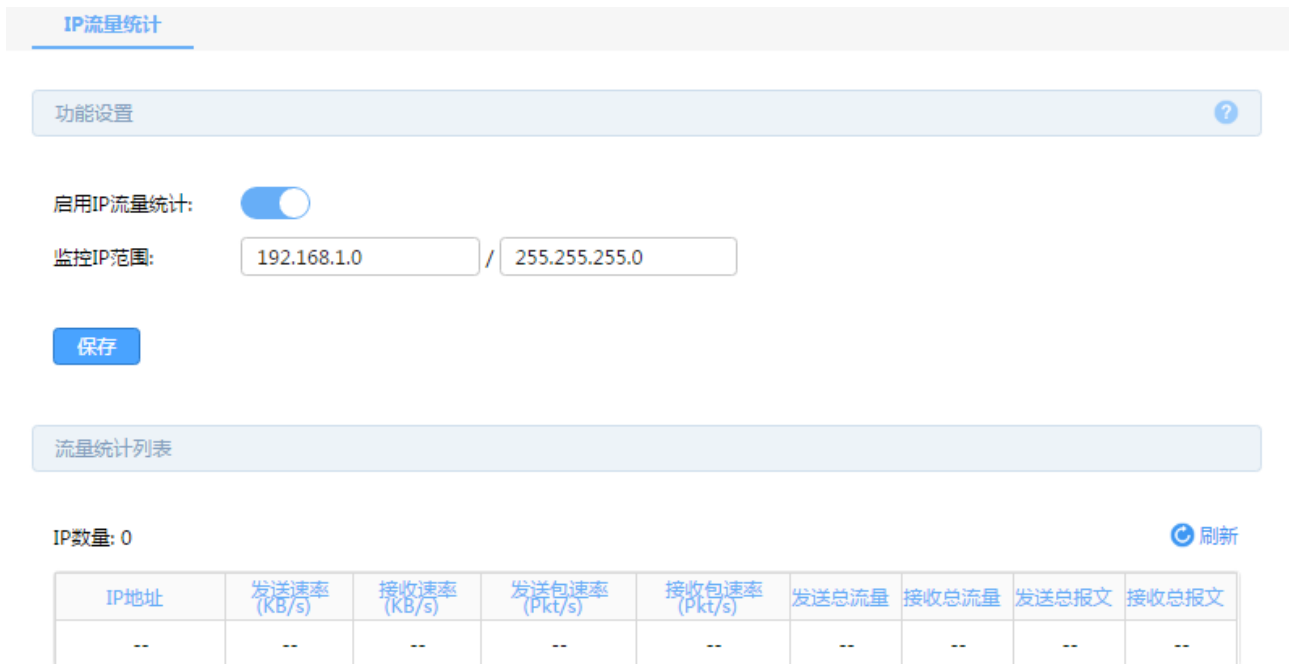 IP流量统计
功能设置
?
启用IP流量统计:
监控IP范围: 192.168.1.0 / 255.255.255.0
保存
流量统计列表
IP数量: 0 刷新
IP地址 发送速率(KB/s) 接收速率(KB/s) 发送包速率(Pkt/s) 接收包速率(Pkt/s) 发送总流量 接收总流量 发送总报文 接收总报文
-- -- -- -- -- -- -- -- --